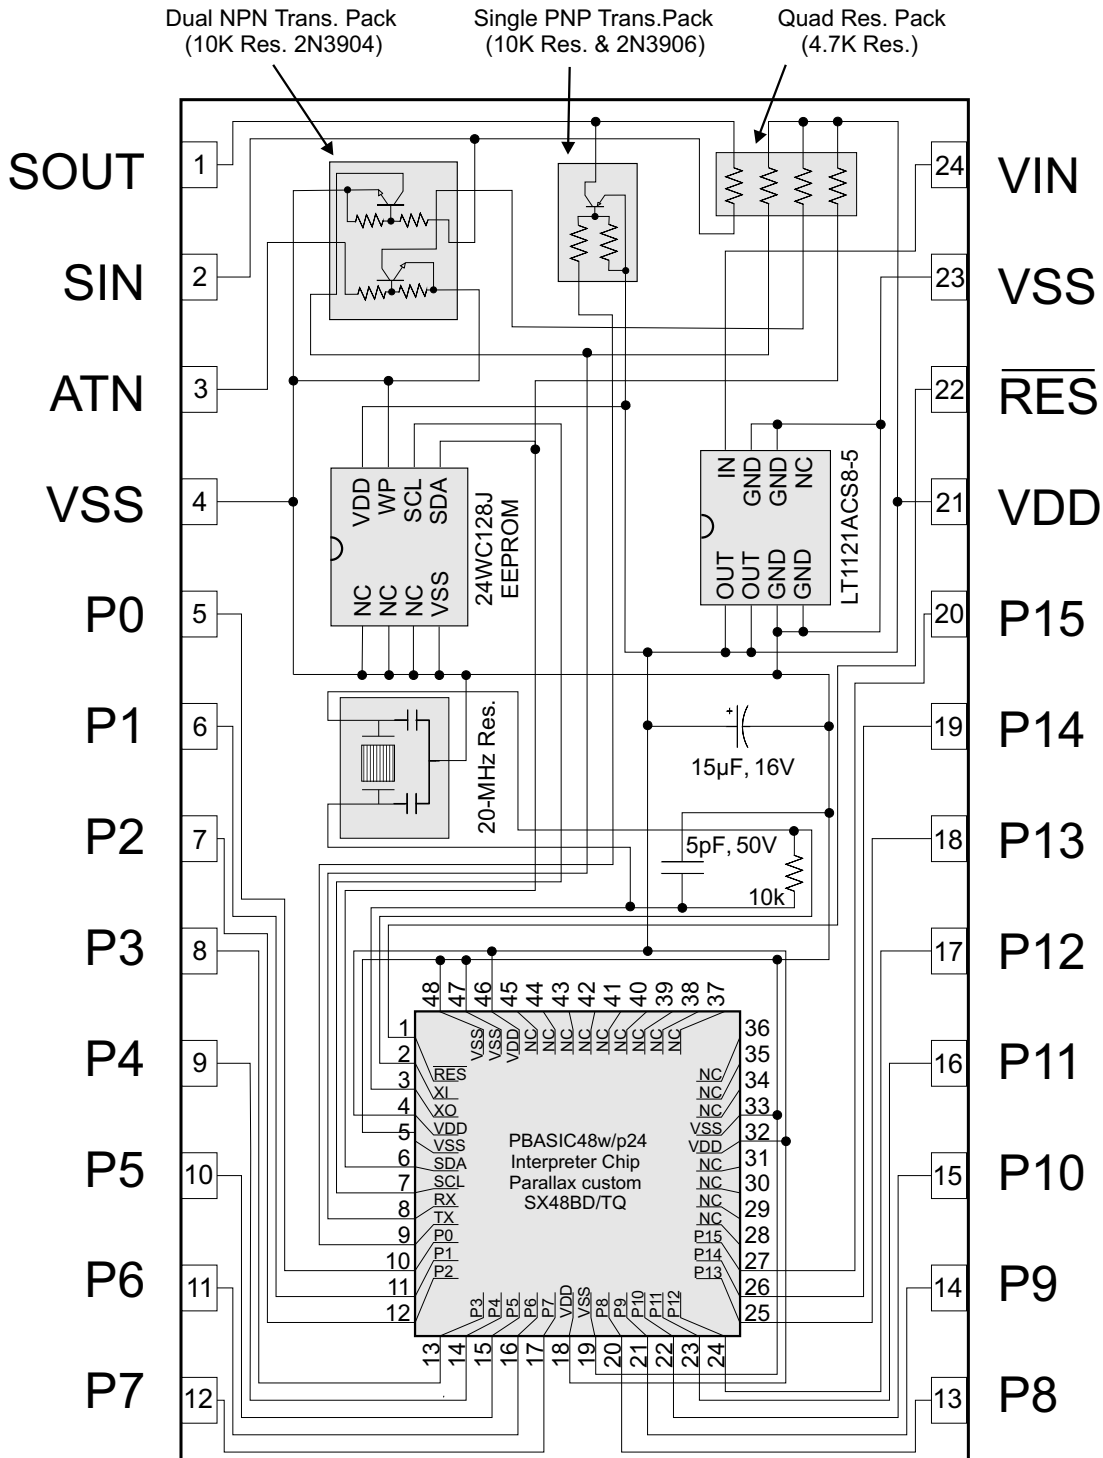 Dual NPN Trans. Pack
(10K Res. 2N3904)
Single PNP Trans.Pack
(10K Res. & 2N3906)
Quad Res. Pack
(4.7K Res.)
SOUT 1
24 VIN
SIN 2
23 VSS
ATN 3
22 RES
VSS 4
21 VDD
P0 5
20 P15
P1 6
19 P14
P2 7
18 P13
P3 8
17 P12
P4 9
16 P11
P5 10
15 P10
P6 11
14 P9
P7 12
13 P8
VDD WP SCL SDA
NC NC NC VSS
24WC128J
EEPROM
IN GND GND NC
OUT OUT GND GND
LT1121ACS8-5
20-MHz Res.
+
15µF, 16V
5pF, 50V
10k
48 47 46 45 44 43 42 41 40 39 38 37
VSS VSS VDD NC NC NC NC NC NC NC
1 2 3 4 5 6 7 8 9 10 11 12
RES
XI
XO
VDD
VSS
SDA
SCL
RX
TX
P0
P1
P2
PBASIC48w/p24
Interpreter Chip
Parallax custom
SX48BD/TQ
36 35 34 33 32 31 30 29 28 27 26 25
NC
NC
NC
VSS
VDD
NC
NC
NC
NC
P15
P14
P13
P3 P4 P5 P6 P7 VDD VSS P8 P9 P10 P11 P12
13 14 15 16 17 18 19 20 21 22 23 24